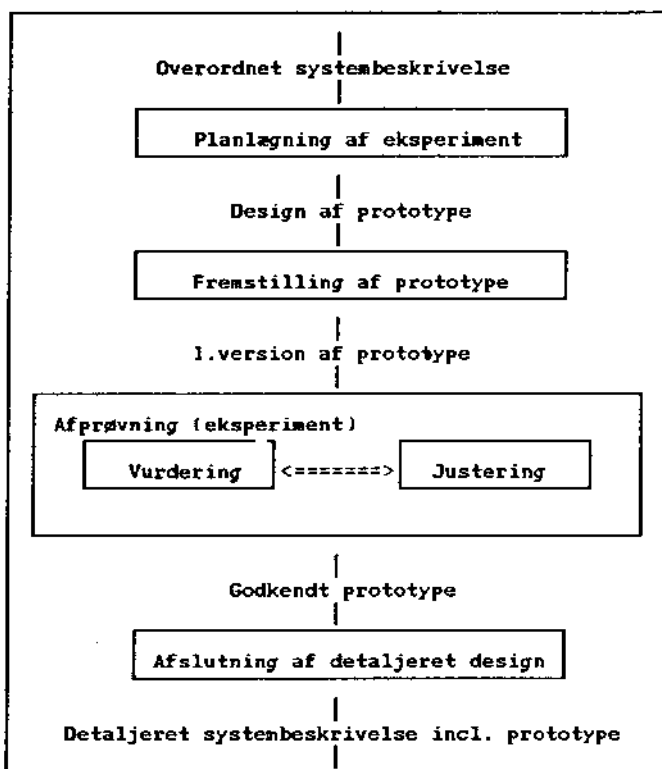 Overordnet systembeskrivelse
Planlægning af eksperiment
Design af prototype
Fremstilling af prototype
1.version af prototype
Afprøvning (eksperiment)
Vurdering <=======> Justering
Godkendt prototype
Afslutning af detaljeret design
Detaljeret systembeskrivelse incl. prototype